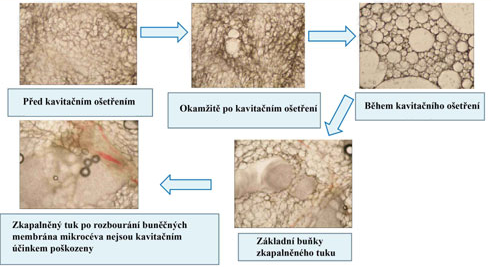 Před kavitačním ošetřením
Okamžitě po kavitačním ošetření
Během kavitačního ošetření
Základní buňky
zkapalněného tuku
Zkapalněný tuk po rozbourání buněčných
membrána mikrocéva nejsou kavitačním
účinkem poškozeny